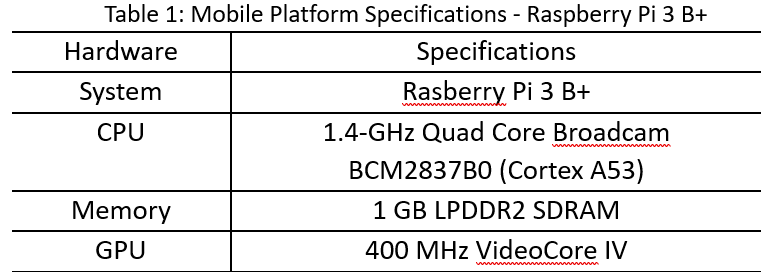 Table 1: Mobile Platform Specifications - Raspberry Pi 3 B+
Hardware Specifications
System Rasberry Pi 3 B+
CPU 1.4-GHz Quad Core Broadcam
BCM2837B0 (Cortex A53)
Memory 1 GB LPDDR2 SDRAM
GPU 400 MHz VideoCore IV